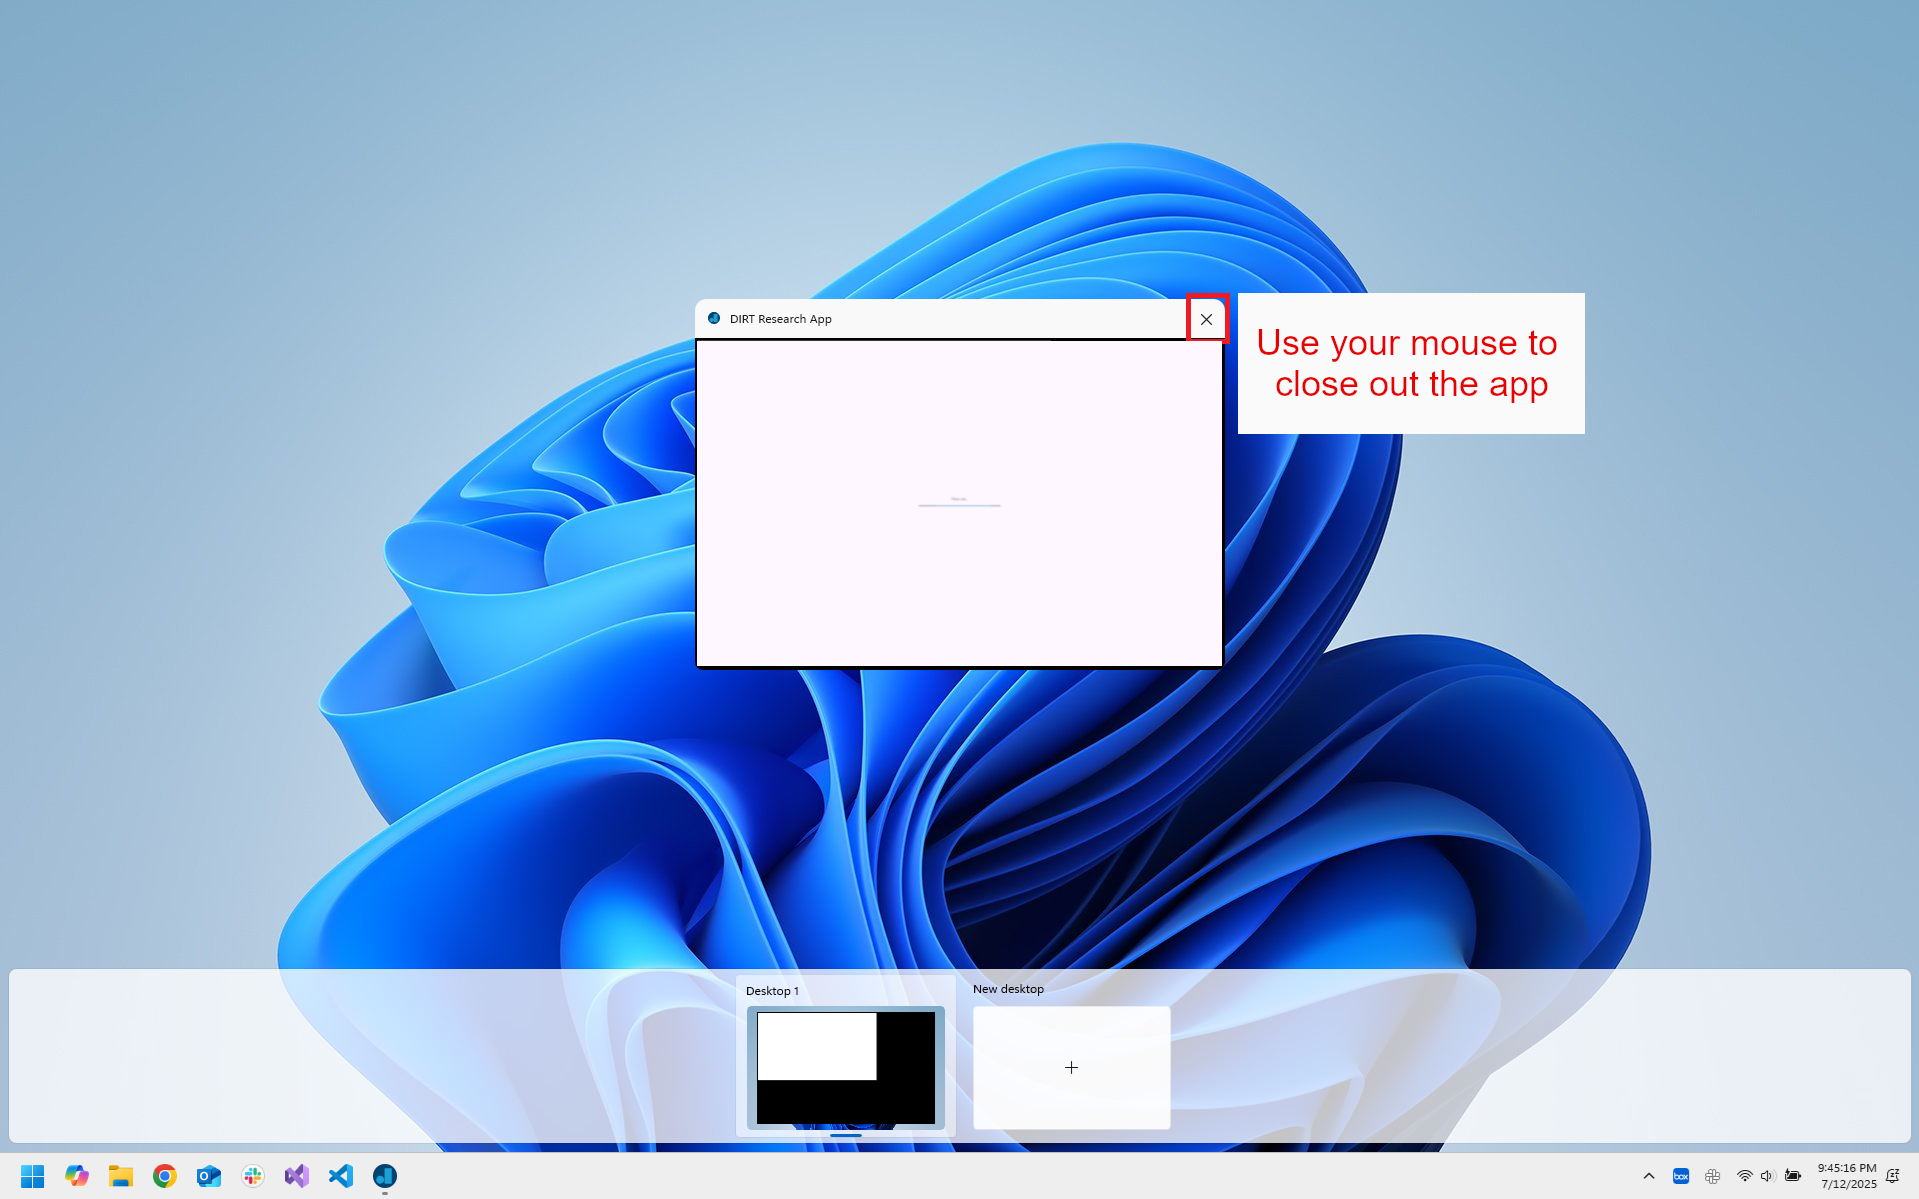 DIRT Research App
Use your mouse to
close out the app
Desktop 1
New desktop
box
9:45:16 PM
7/12/2025